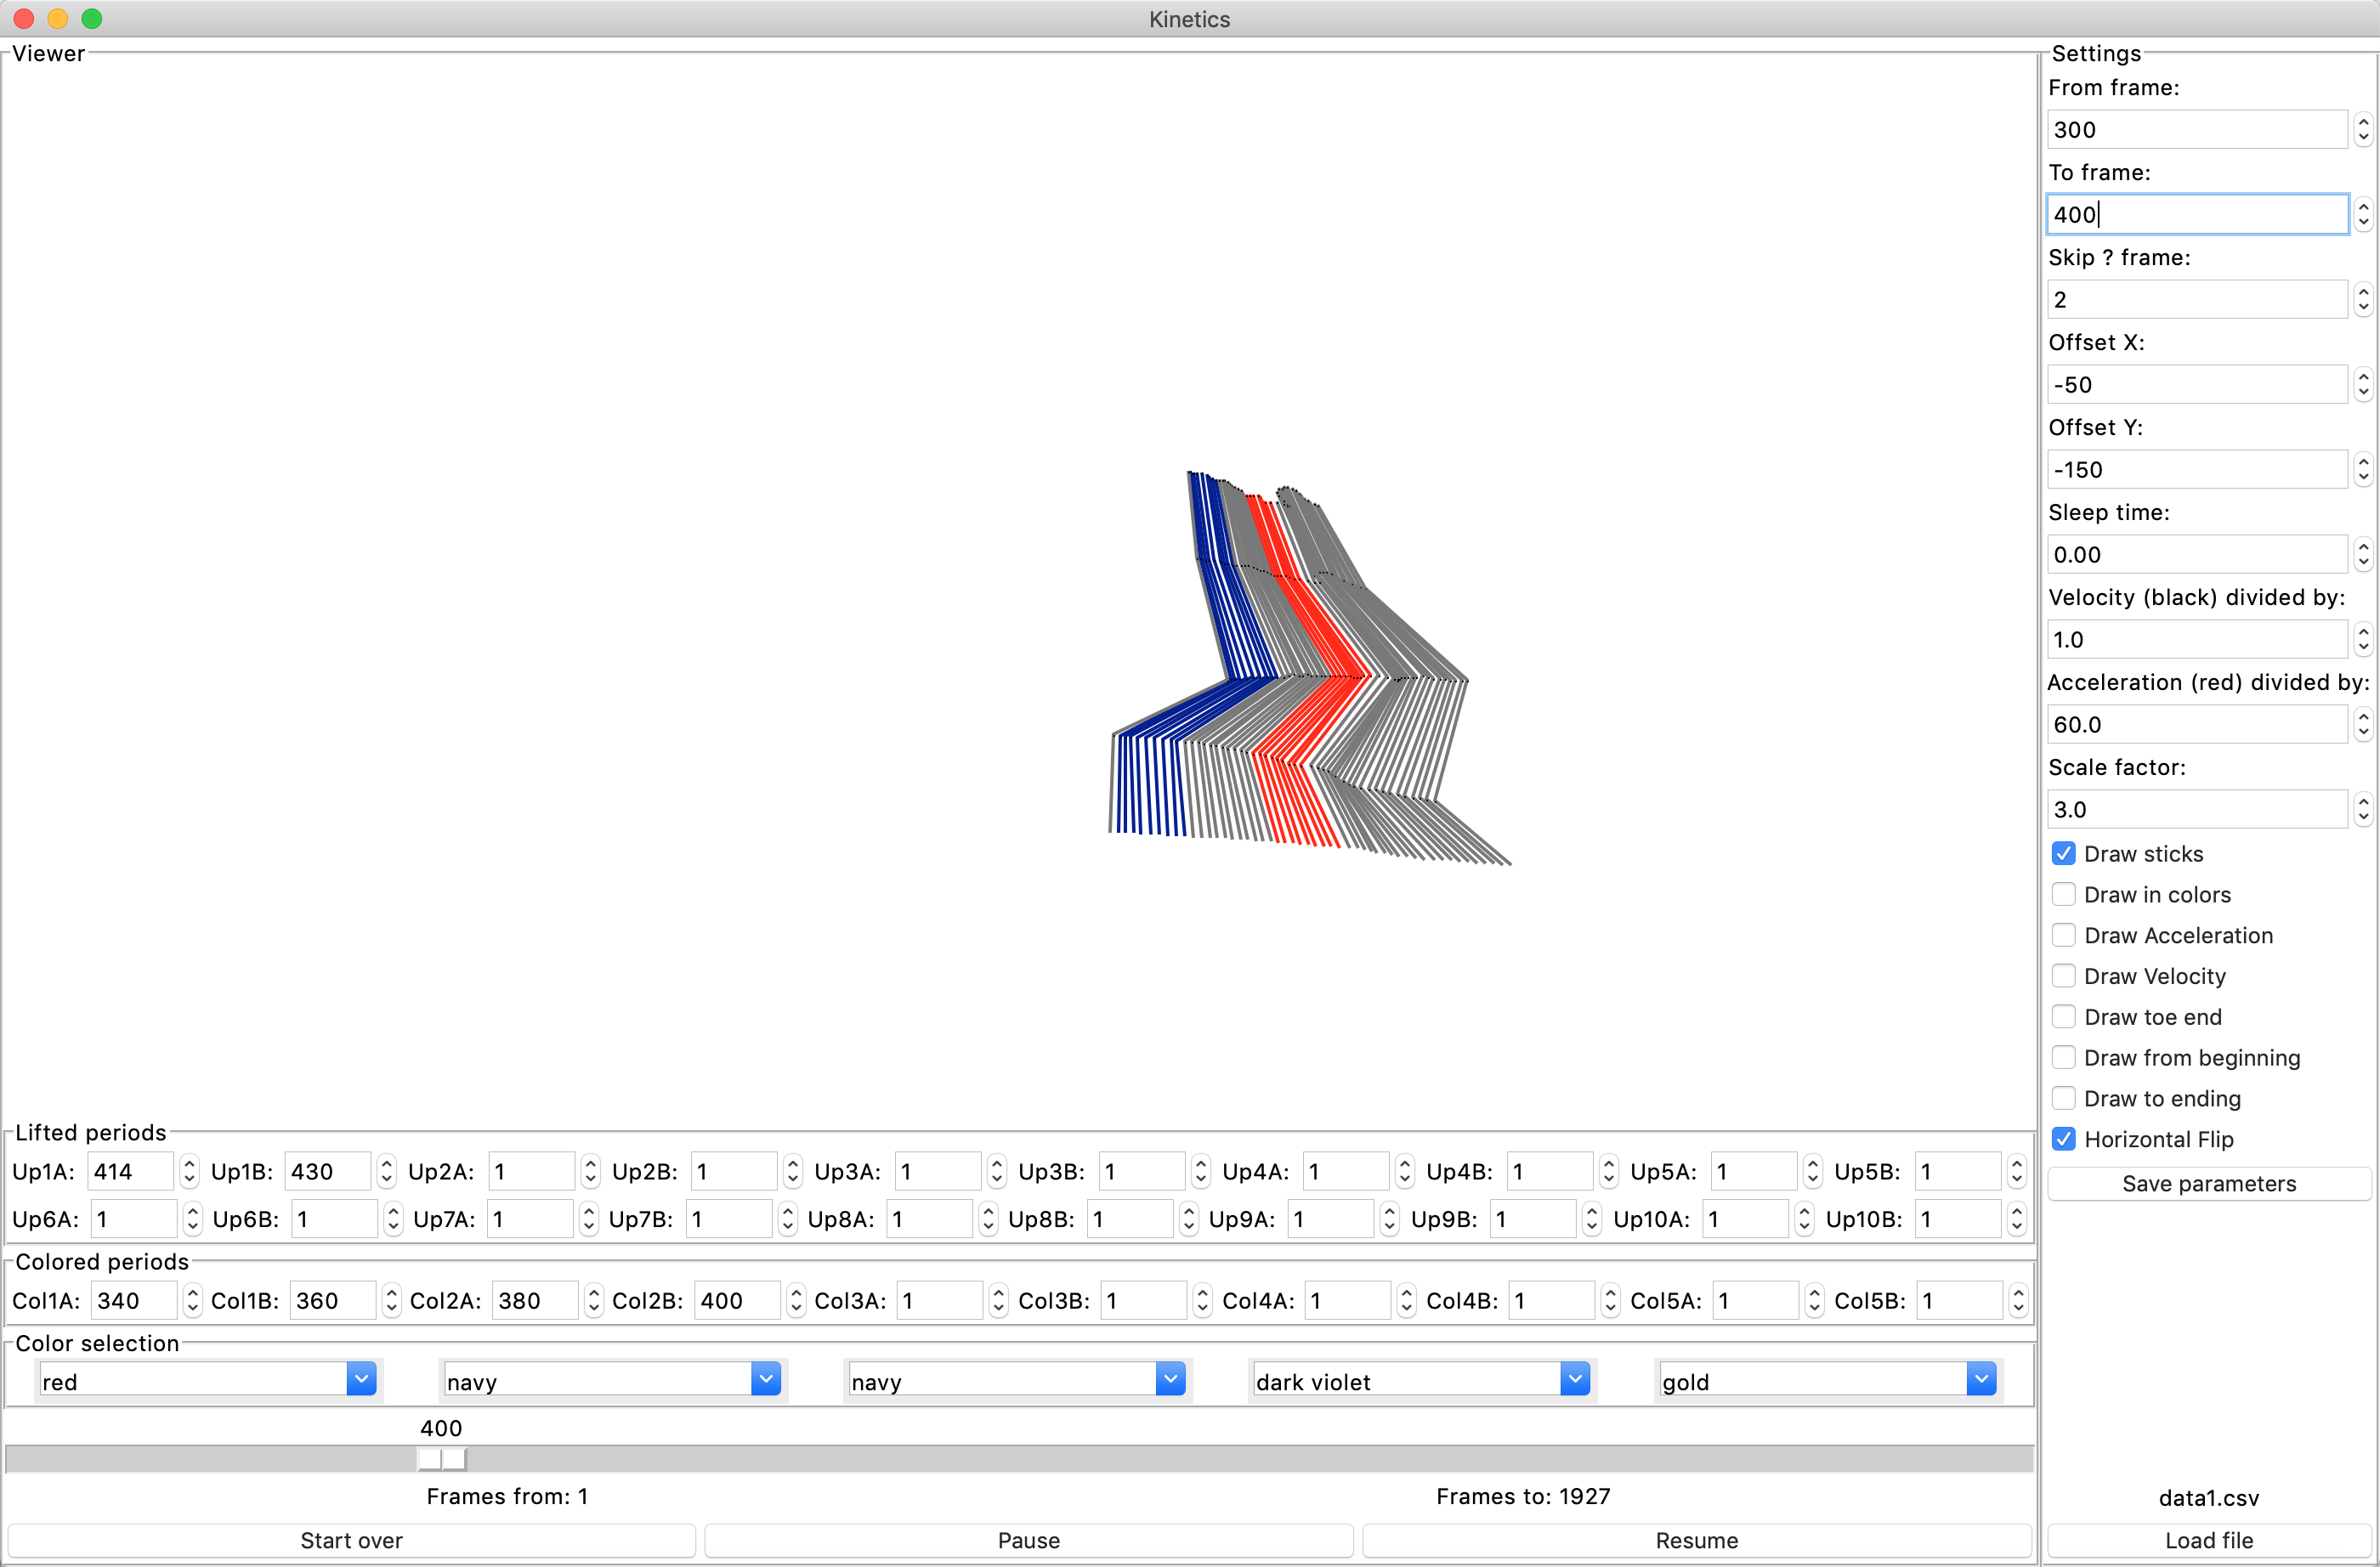 Kinetics
Viewer
Settings
From frame:
300
To frame:
400
Skip ? frame:
2
Offset X:
-50
Offset Y:
-150
Sleep time:
0.00
Velocity (black) divided by:
1.0
Acceleration (red) divided by:
60.0
Scale factor:
3.0
Draw sticks
Draw in colors
Draw Acceleration
Draw Velocity
Draw toe end
Draw from beginning
Draw to ending
Horizontal Flip
Save parameters
Lifted periods
Up1A: 414 Up1B: 430 Up2A: 1 Up2B: 1 Up3A: 1 Up3B: 1 Up4A: 1 Up4B: 1 Up5A: 1 Up5B: 1
Up6A: 1 Up6B: 1 Up7A: 1 Up7B: 1 Up8A: 1 Up8B: 1 Up9A: 1 Up9B: 1 Up10A: 1 Up10B: 1
Colored periods
Col1A: 340 Col1B: 360 Col2A: 380 Col2B: 400 Col3A: 1 Col3B: 1 Col4A: 1 Col4B: 1 Col5A: 1 Col5B: 1
Color selection
red navy navy dark violet gold
400
Frames from: 1 Frames to: 1927
data1.csv
Start over Pause Resume Load file